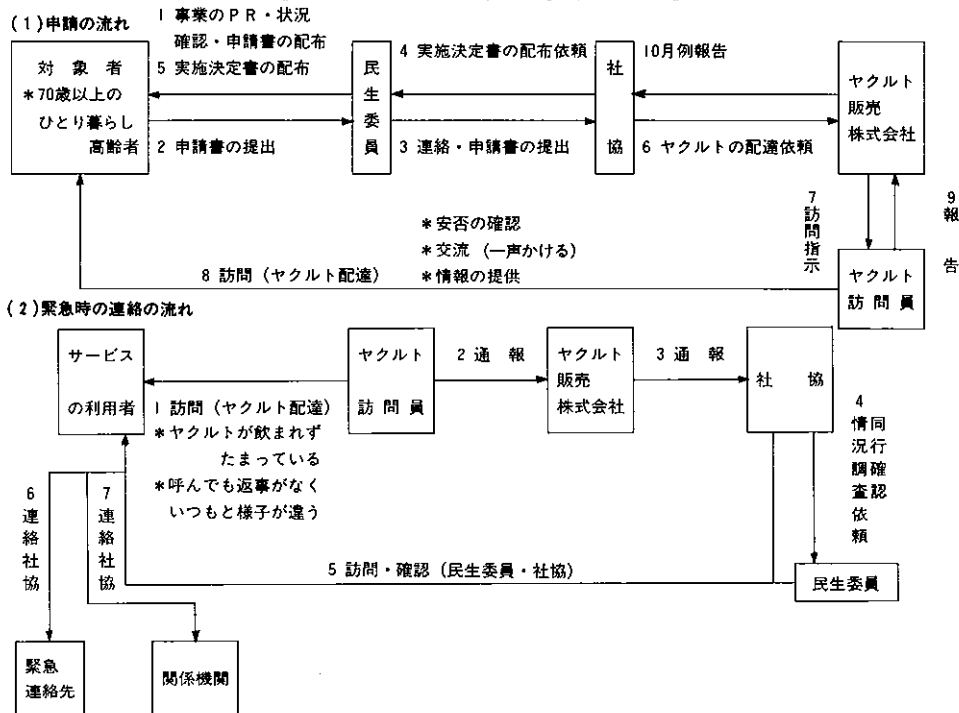 (1)申請の流れ
1 事業のPR・状況
確認・申請書の配布
5 実施決定書の配布
対象者
*70歳以上の
ひとり暮らし
高齢者
2 申請書の提出
民生委員
4 実施決定書の配布依頼
3 連絡・申請書の提出
社協
10月例報告
6 ヤクルトの配達依頼
ヤクルト
販売
株式会社
7訪問指示
9報告
ヤクルト
訪問員
*安否の確認
*交流(一声かける)
*情報の提供
8 訪問(ヤクルト配達)
(2)緊急時の連絡の流れ
サービス
の利用者
1 訪問(ヤクルト配達)
*ヤクルトが飲まれず
たまっている
*呼んでも返事がなく
いつもと様子が違う
ヤクルト
訪問員
2 通報
ヤクルト
販売
株式会社
3 通報
社協
4
同行確認
情況調査依頼
民生委員
5 訪問・確認(民生委員・社協)
6連絡社協
7連絡社協
緊急
連絡先
関係機関